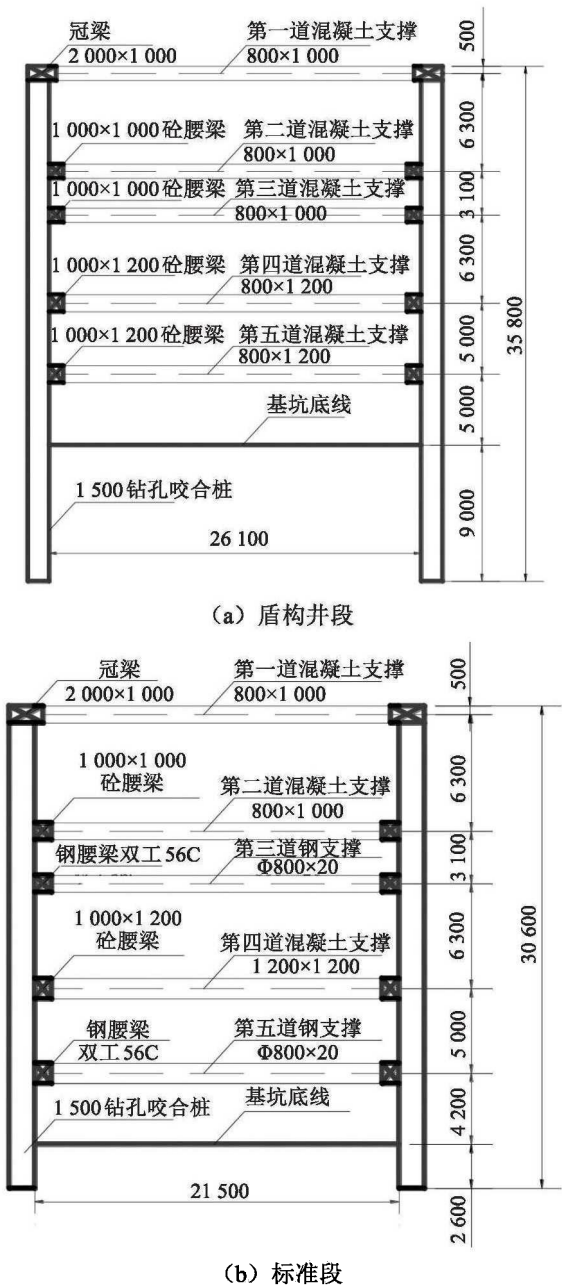 冠梁
2 000×1 000
第一道混凝土支撑
800×1 000
500
6 300
1 000×1 000砼腰梁
第二道混凝土支撑
800×1 000
3 100
1 000×1 000砼腰梁
第三道混凝土支撑
800×1 000
6 300
1 000×1 200砼腰梁
第四道混凝土支撑
800×1 200
35 800
5 000
1 000×1 200砼腰梁
第五道混凝土支撑
800×1 200
5 000
基坑底线
1 500钻孔咬合桩
9 000
26 100
(a) 盾构井段
冠梁
2 000×1 000
第一道混凝土支撑
800×1 000
500
6 300
1 000×1 000
砼腰梁
第二道混凝土支撑
800×1 000
3 100
钢腰梁双工56C
第三道钢支撑
Φ800×20
6 300
30 600
1 000×1 200
砼腰梁
第四道混凝土支撑
1 200×1 200
5 000
钢腰梁
双工56C
第五道钢支撑
Φ800×20
4 200
1 500钻孔咬合桩
基坑底线
21 500
2 600
(b) 标准段